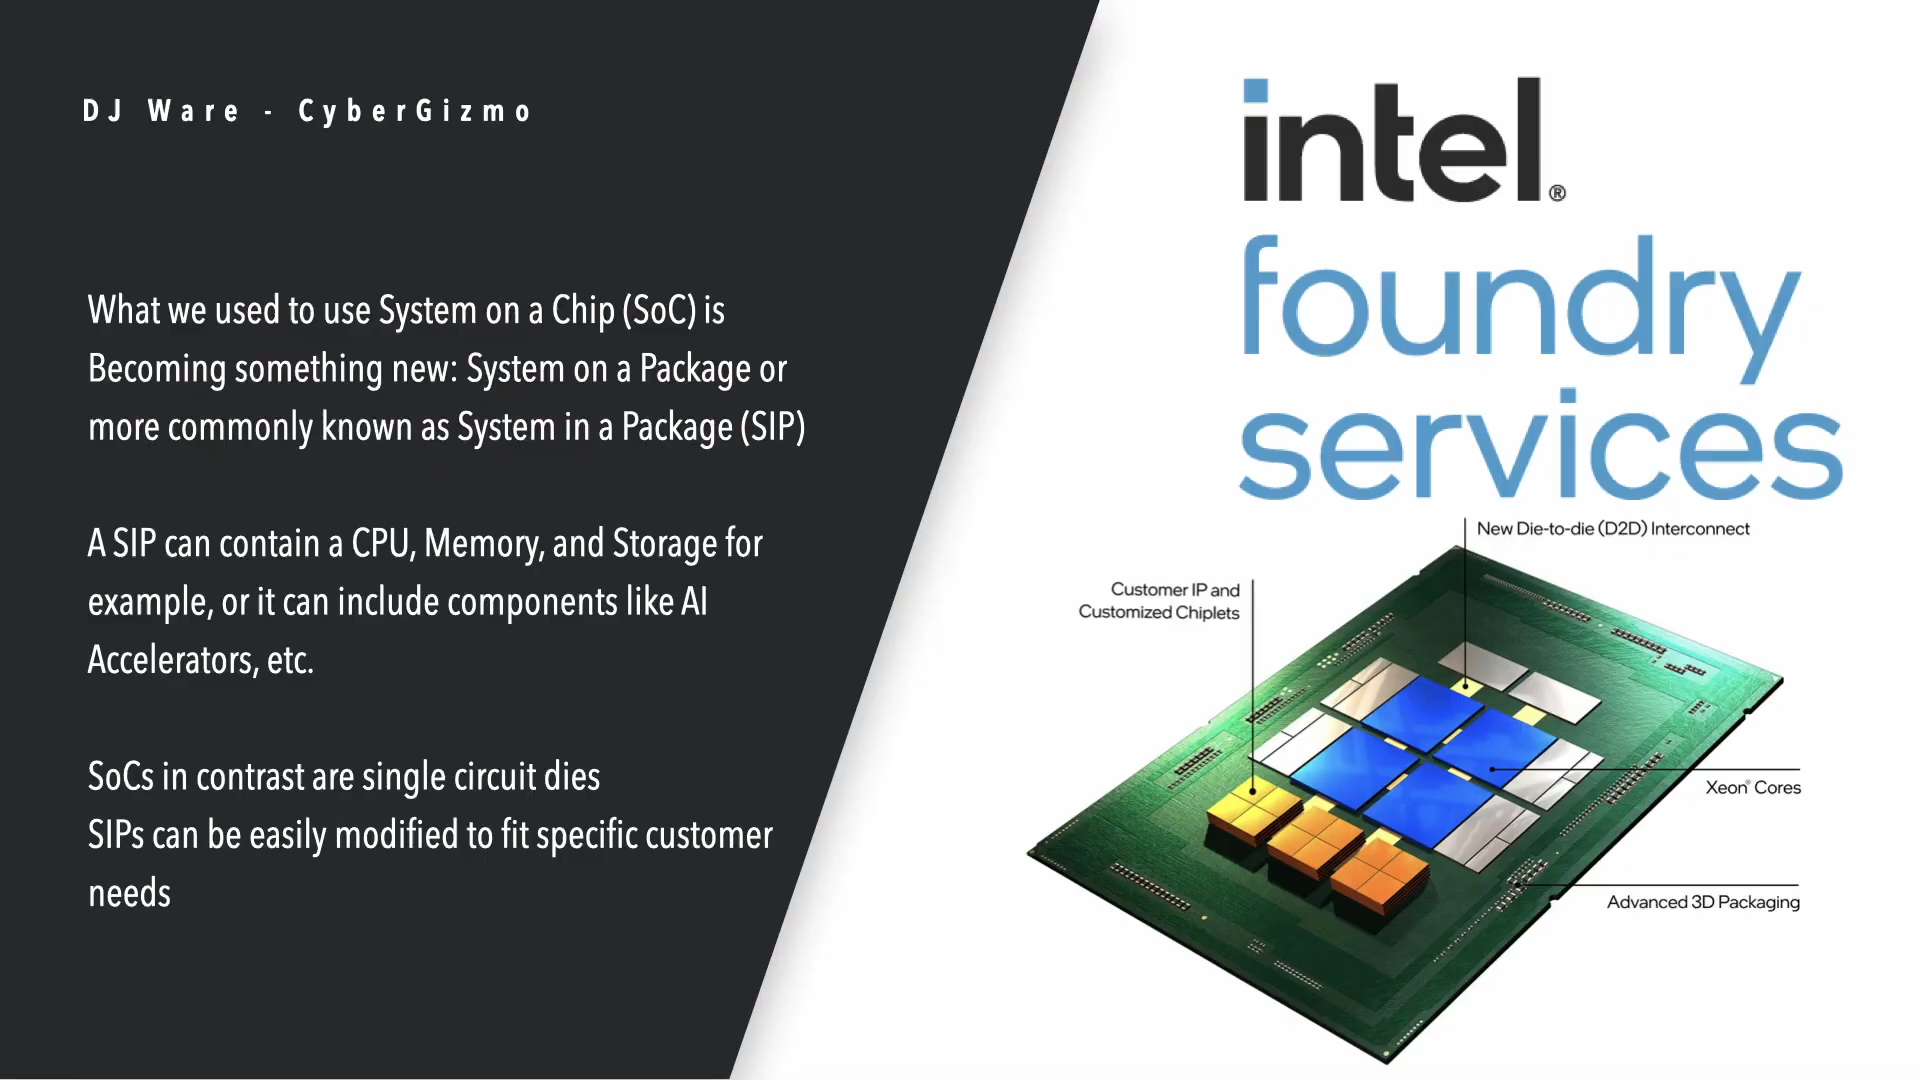 DJ Ware - CyberGizmo
What we used to use System on a Chip (SoC) is
Becoming something new: System on a Package or
more commonly known as System in a Package (SIP)
A SIP can contain a CPU, Memory, and Storage for
example, or it can include components like AI
Accelerators, etc.
SoCs in contrast are single circuit dies
SIPs can be easily modified to fit specific customer
needs
intel®
foundry
services
New Die-to-die (D2D) Interconnect
Customer IP and
Customized Chiplets
Xeon® Cores
Advanced 3D Packaging